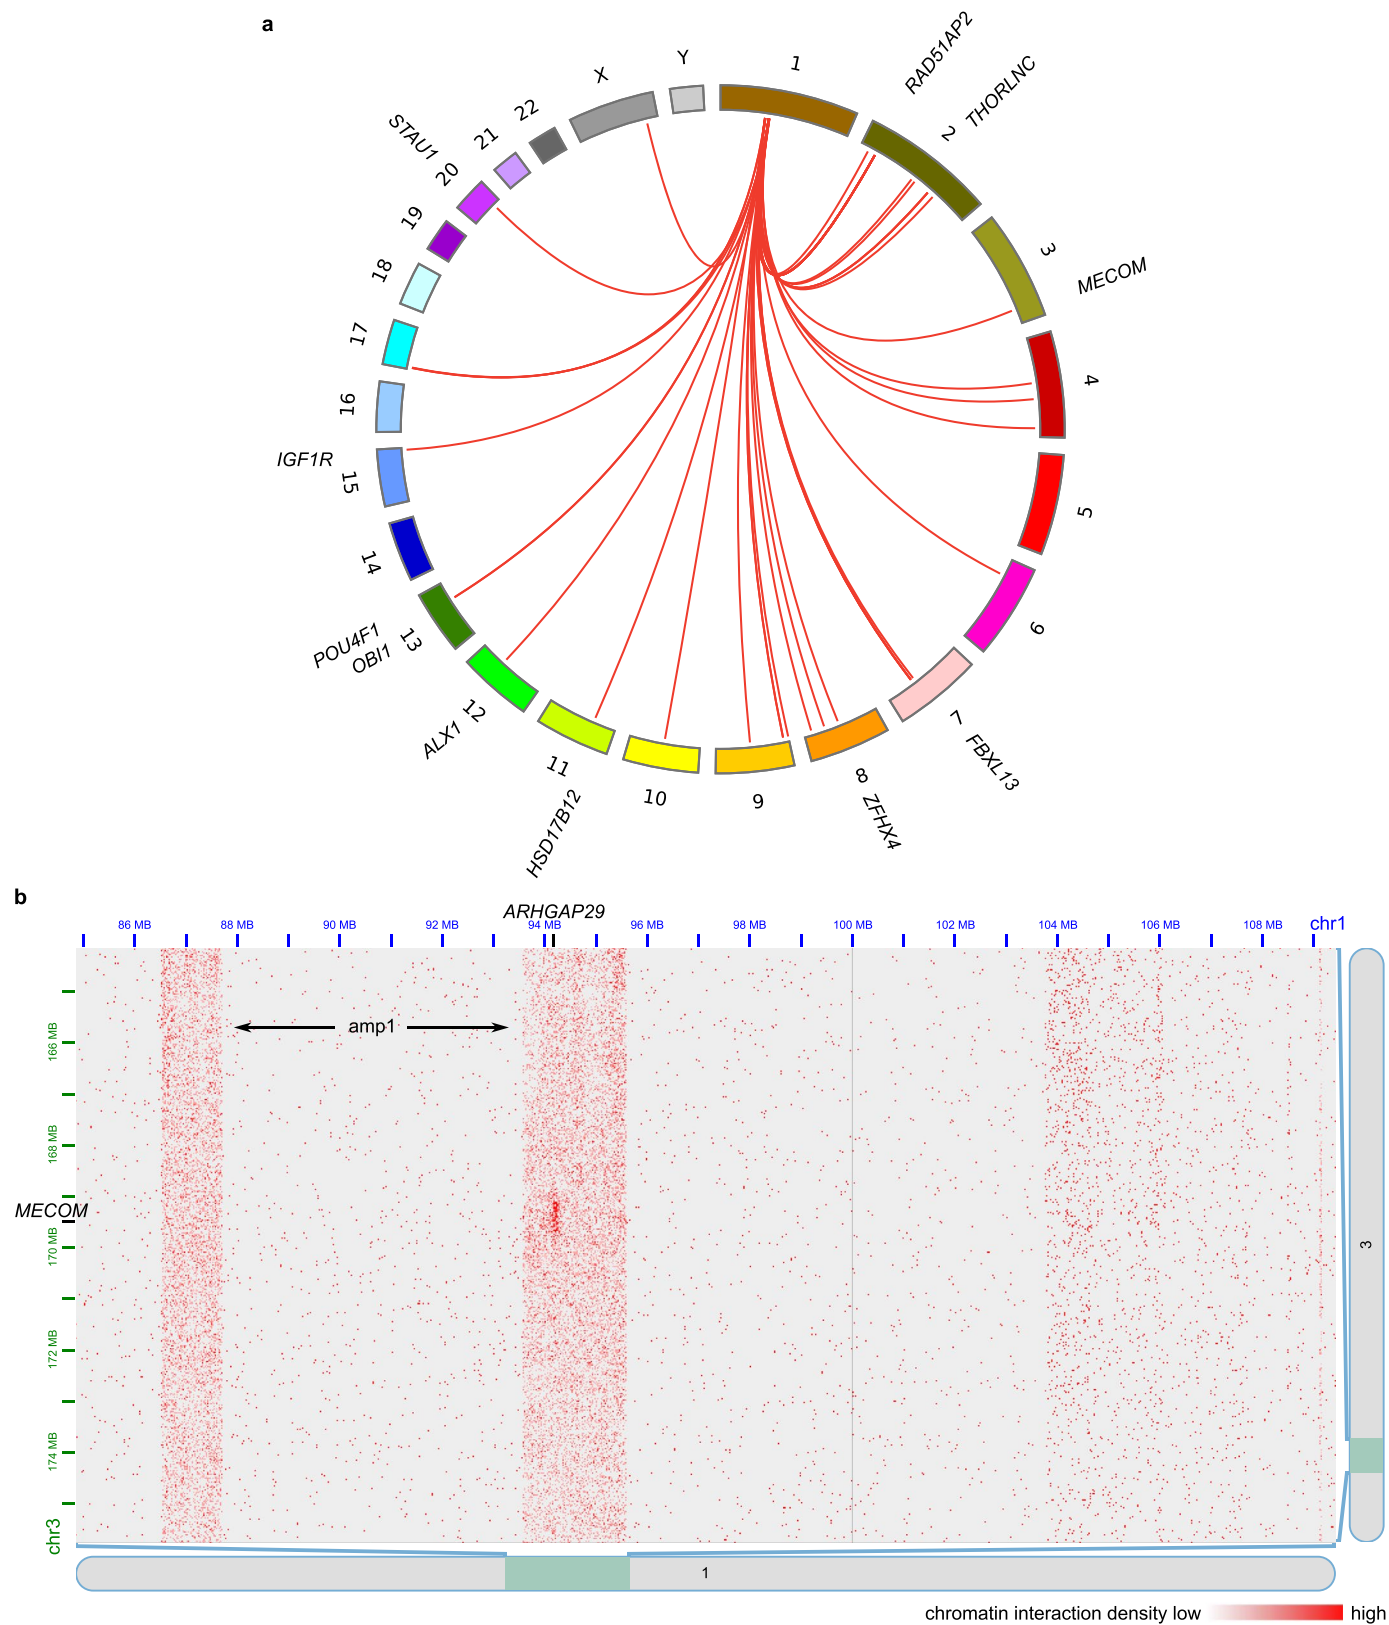 a
1
RAD51AP2
2
THORLNC
3
MECOM
4
5
6
7
FBXL13
8
ZFHX4
9
10
11
HSD17B12
12
ALX1
13
POU4F1
OBI1
14
15
IGF1R
16
17
18
19
20
STAU1
21
22
X
Y
b
ARHGAP29
86 MB 88 MB 90 MB 92 MB 94 MB 96 MB 98 MB 100 MB 102 MB 104 MB 106 MB 108 MB chr1
amp1
166 MB
168 MB
MECOM
170 MB
172 MB
174 MB
chr3
3
1
chromatin interaction density low high